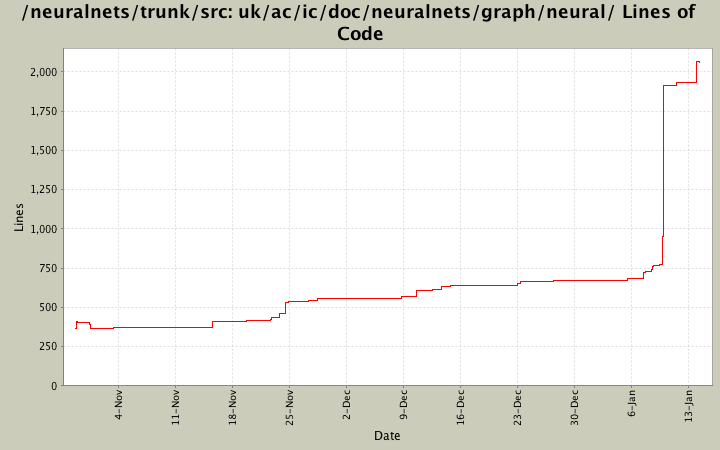 /neuralnets/trunk/src: uk/ac/ic/doc/neuralnets/graph/neural/ Lines of
Code
2,000
1,750
1,500
1,250
1,000
750
500
250
0
Lines
4-Nov
11-Nov
18-Nov
25-Nov
2-Dec
9-Dec
16-Dec
23-Dec
30-Dec
6-Jan
13-Jan
Date